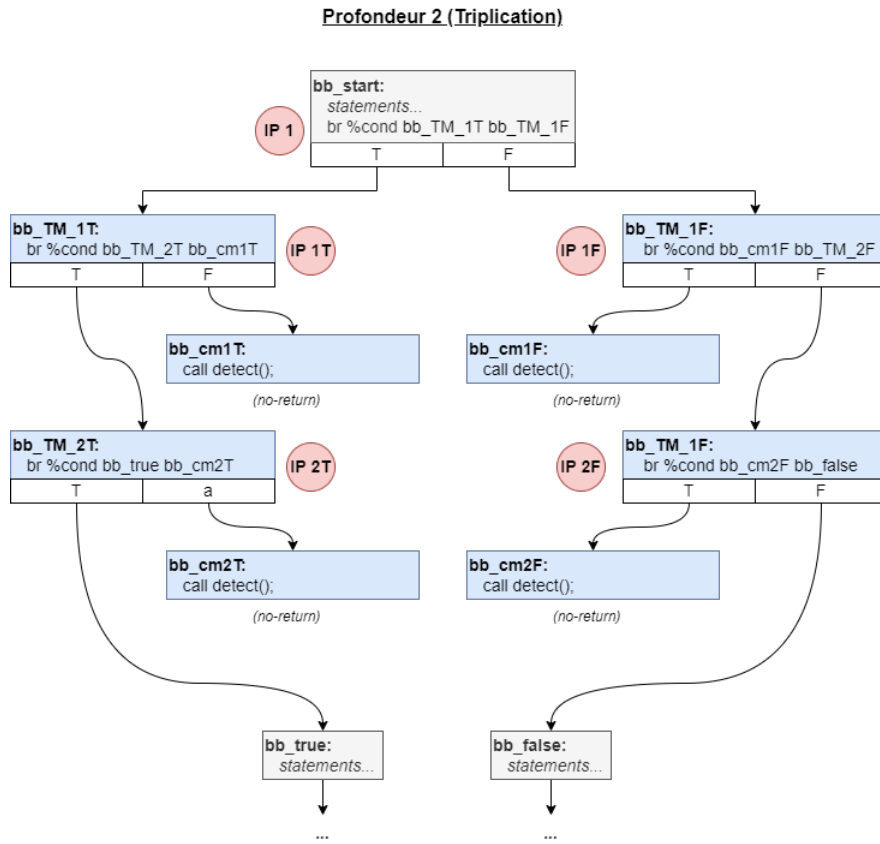 Profondeur 2 (Triplication)
bb_start:
statements...
br %cond bb_TM_1T bb_TM_1F
IP 1
T
F
bb_TM_1T:
br %cond bb_TM_2T bb_cm1T
T
F
IP 1T
IP 1F
bb_TM_1F:
br %cond bb_cm1F bb_TM_2F
T
F
bb_cm1T:
call detect();
(no-return)
bb_cm1F:
call detect();
(no-return)
bb_TM_2T:
br %cond bb_true bb_cm2T
T
a
IP 2T
IP 2F
bb_TM_1F:
br %cond bb_cm2F bb_false
T
F
bb_cm2T:
call detect();
(no-return)
bb_cm2F:
call detect();
(no-return)
bb_true:
statements...
...
bb_false:
statements...
...